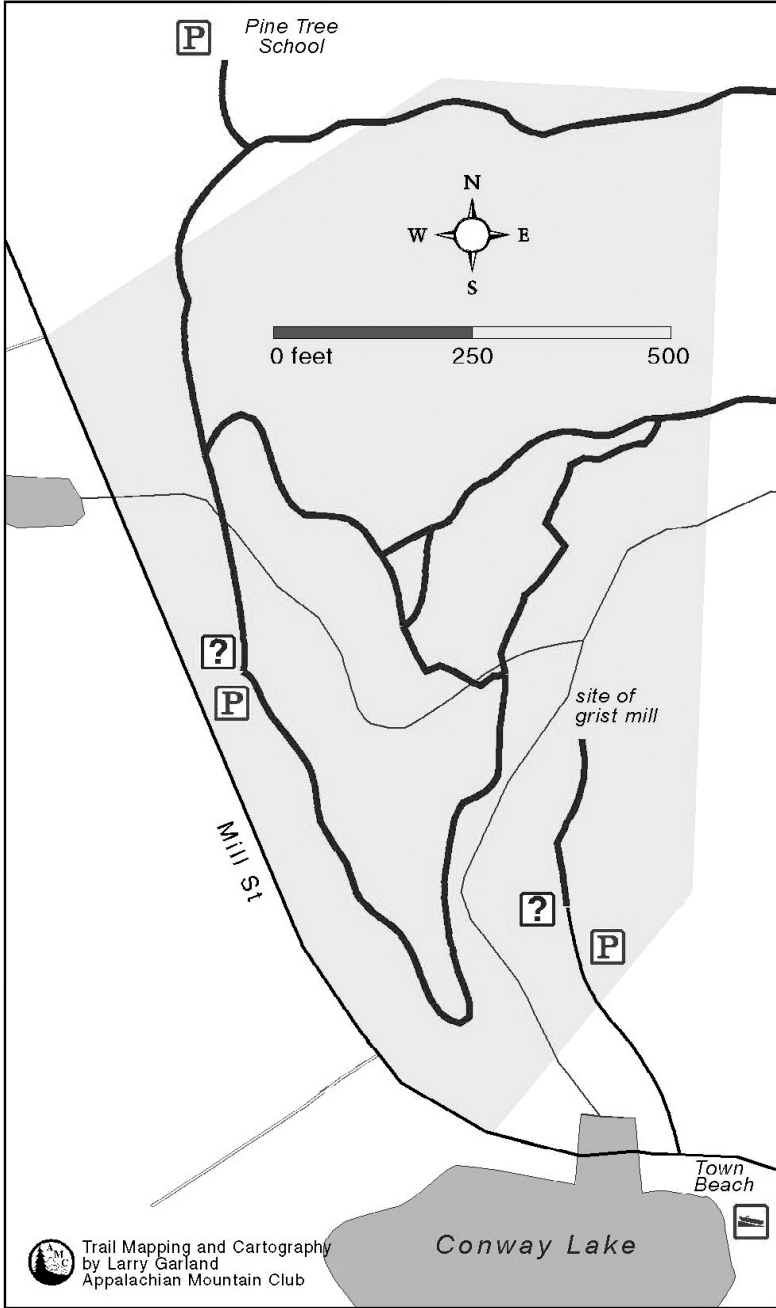 P
Pine Tree
School
N
W E
S
0 feet 250 500
?
P
site of
grist mill
Mill St
?
P
Town
Beach
Conway Lake
AMC
Trail Mapping and Cartography
by Larry Garland
Appalachian Mountain Club